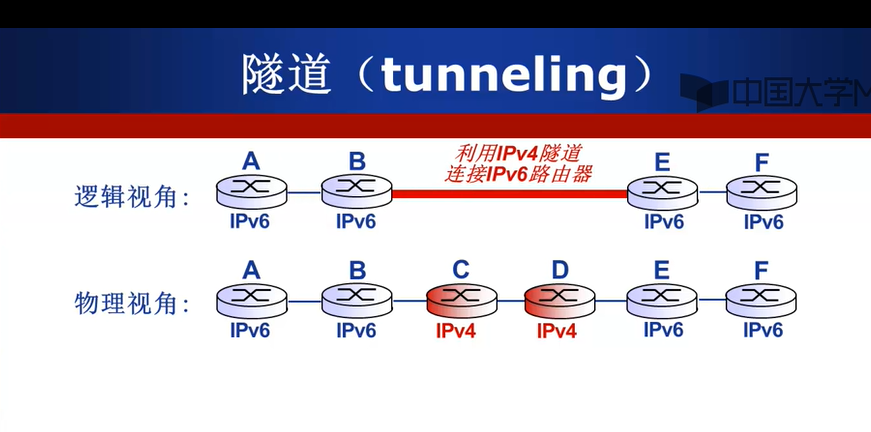 隧道（tunneling）
中国大学M
利用IPv4隧道
连接IPv6路由器
A B E F
逻辑视角：
IPv6 IPv6 IPv6 IPv6
A B C D E F
物理视角：
IPv6 IPv6 IPv4 IPv4 IPv6 IPv6